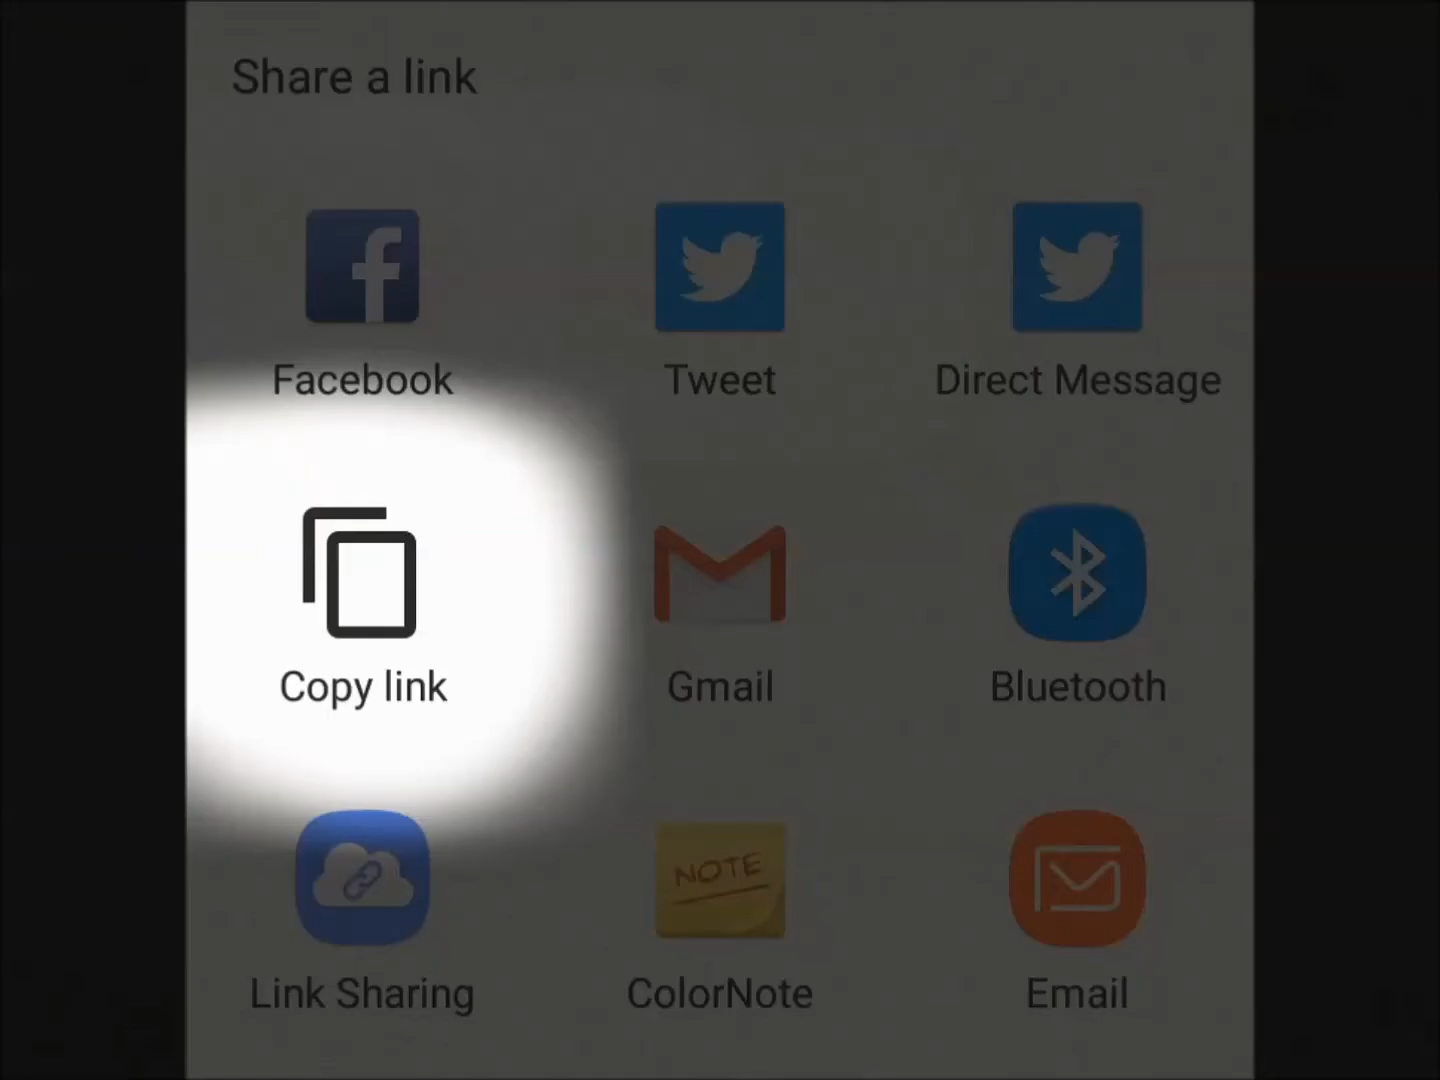 Share a link
Facebook
Tweet
Direct Message
Copy link
Gmail
Bluetooth
NOTE
Link Sharing
ColorNote
Email